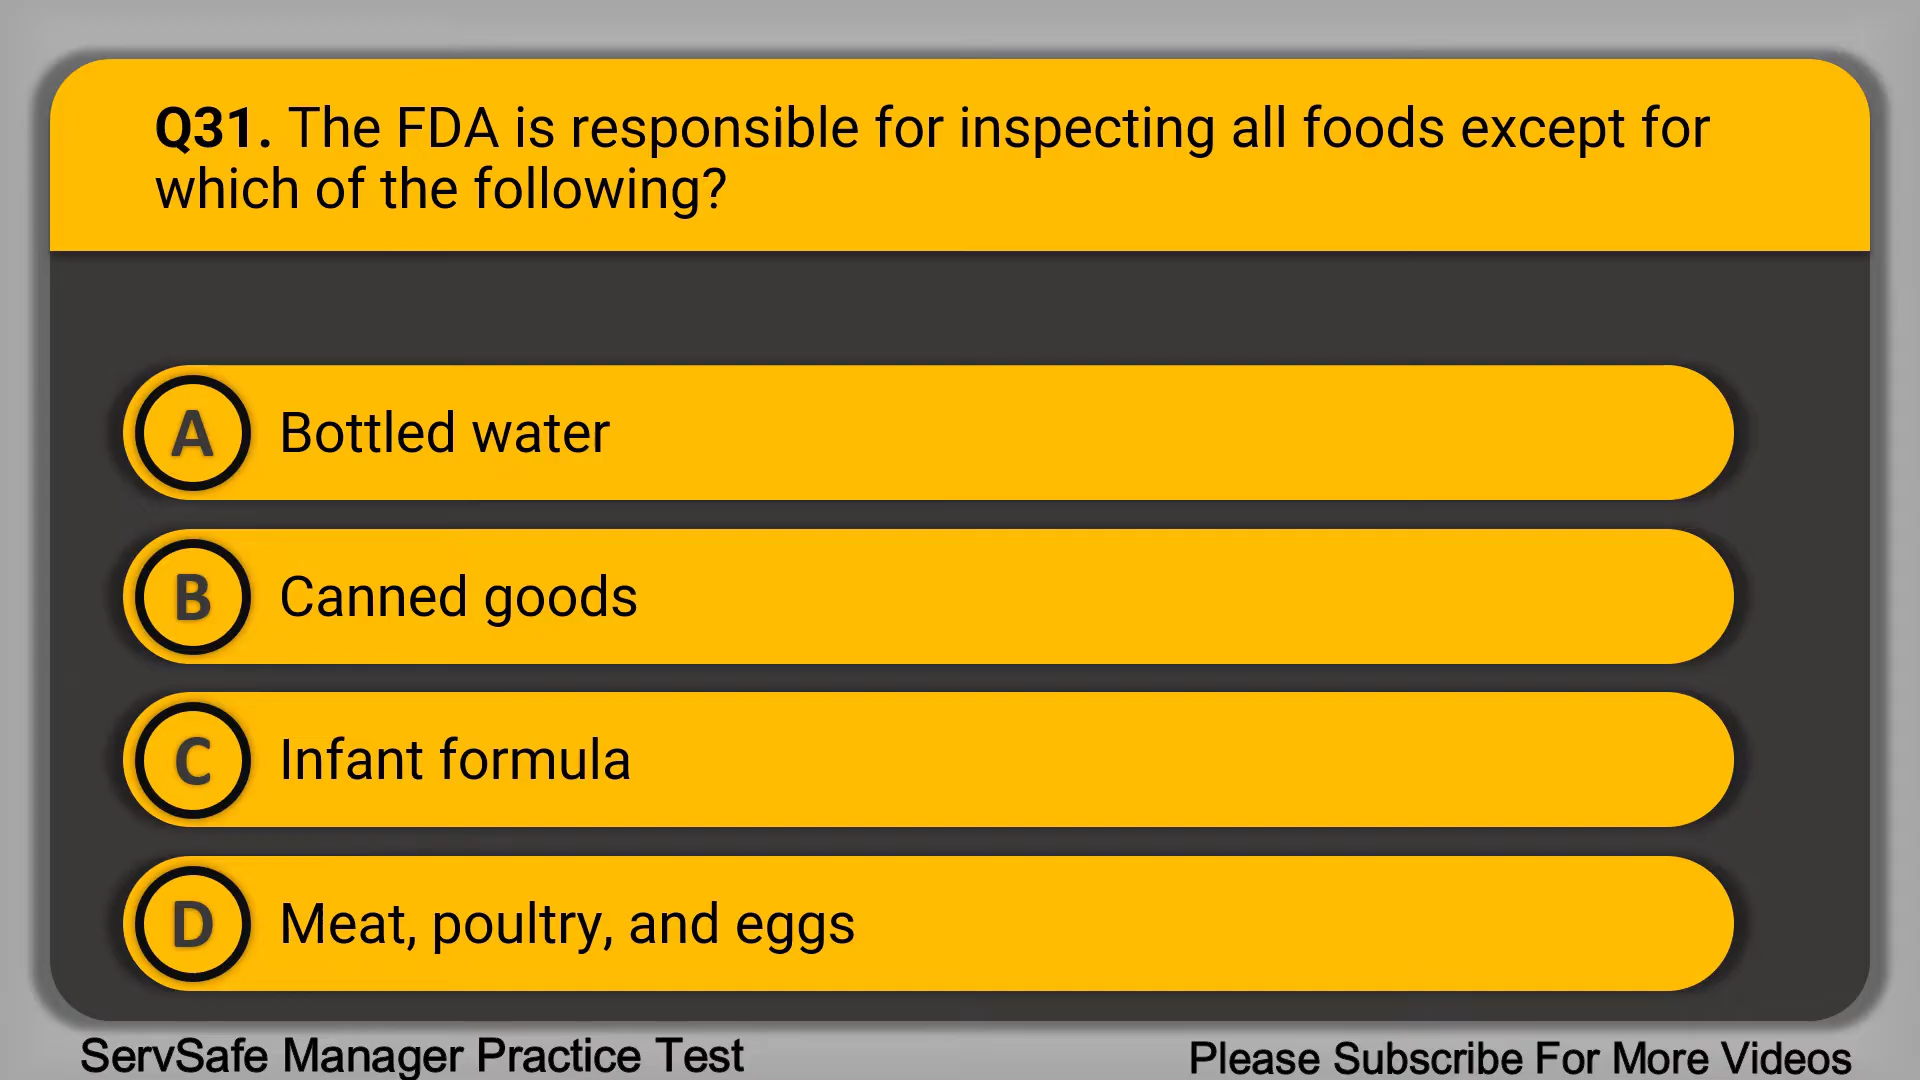 Q31. The FDA is responsible for inspecting all foods except for
which of the following?
A Bottled water
B Canned goods
C Infant formula
D Meat, poultry, and eggs
ServSafe Manager Practice Test
Please Subscribe For More Videos